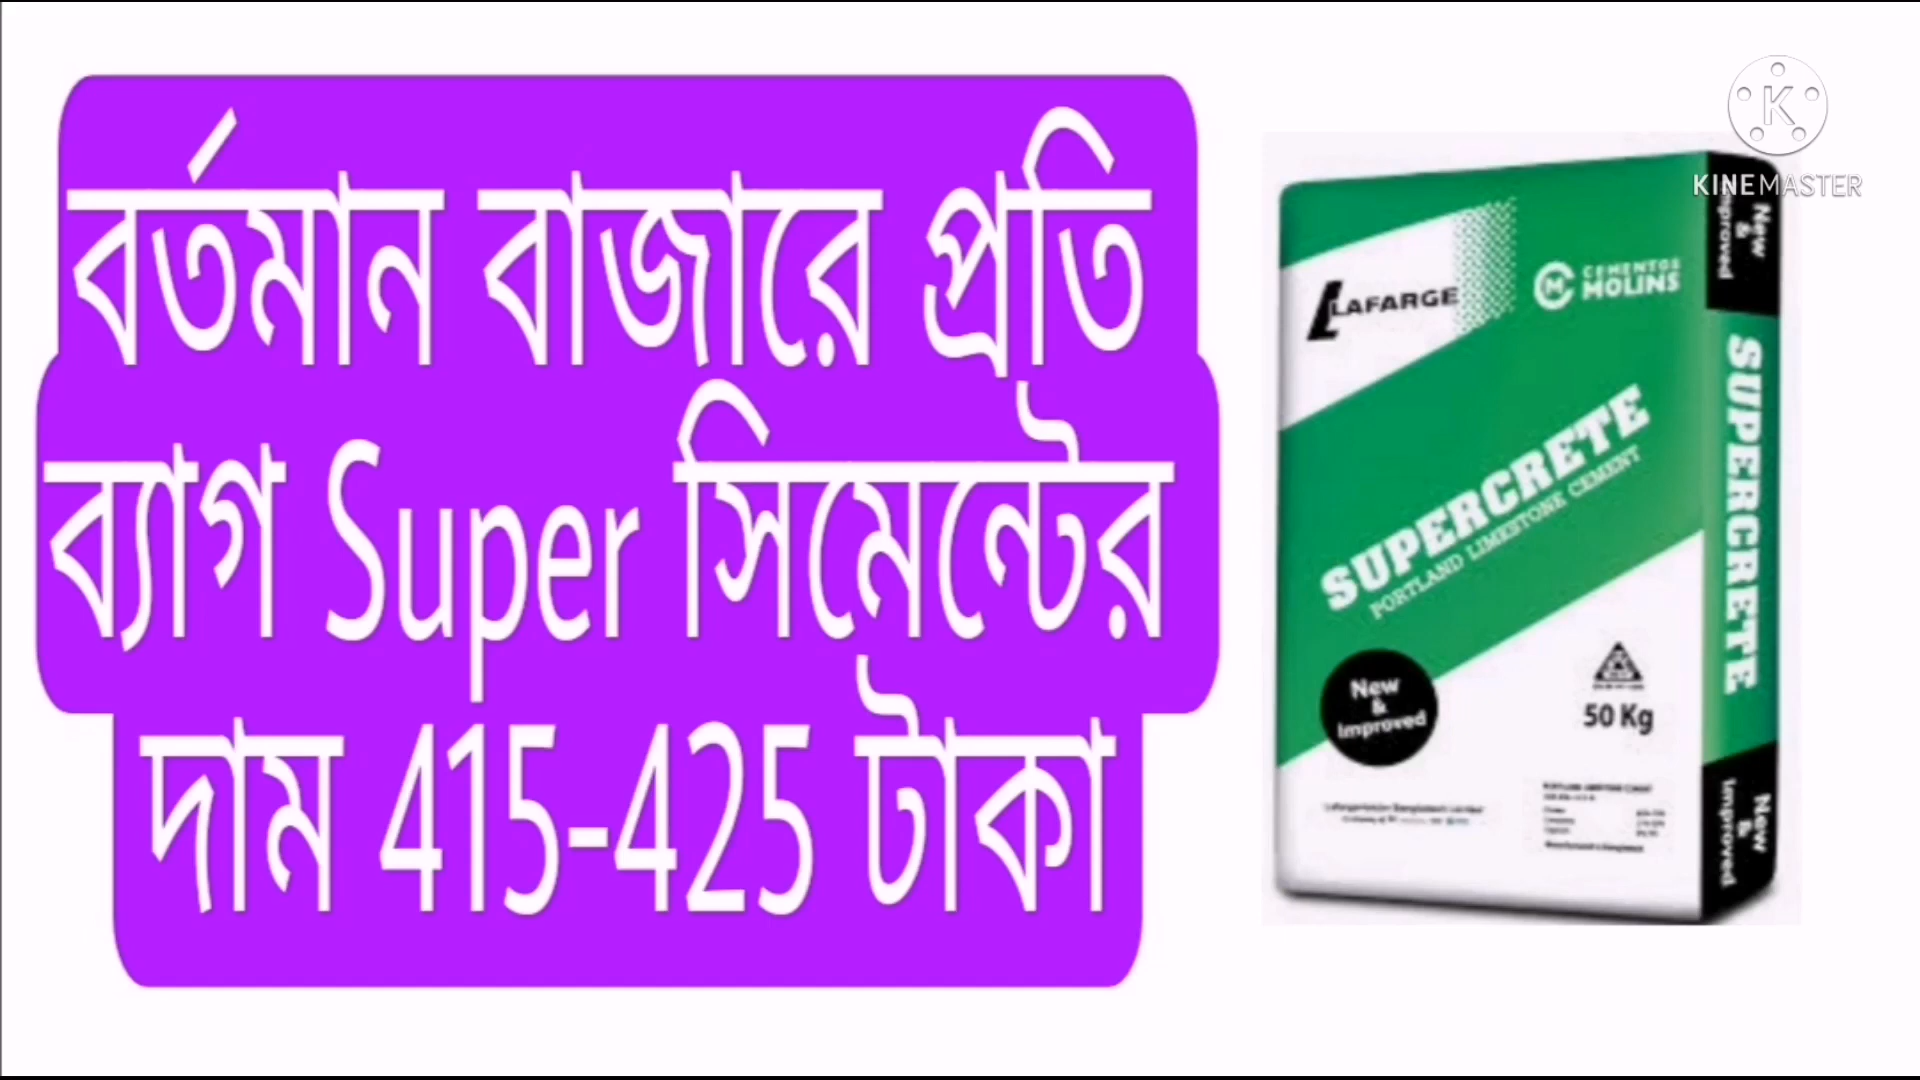 বর্তমান বাজারে প্রতি
ব্যাগ Super সিমেন্টের
দাম 415-425 টাকা
KINEMASTER
LAFARGE
CEMENTOS
MOLINS
SUPERCRETE
PORTLAND LIMESTONE CEMENT
New
&
Improved
50 Kg
New
&
Improved
SUPERCRETE
New
&
Improved